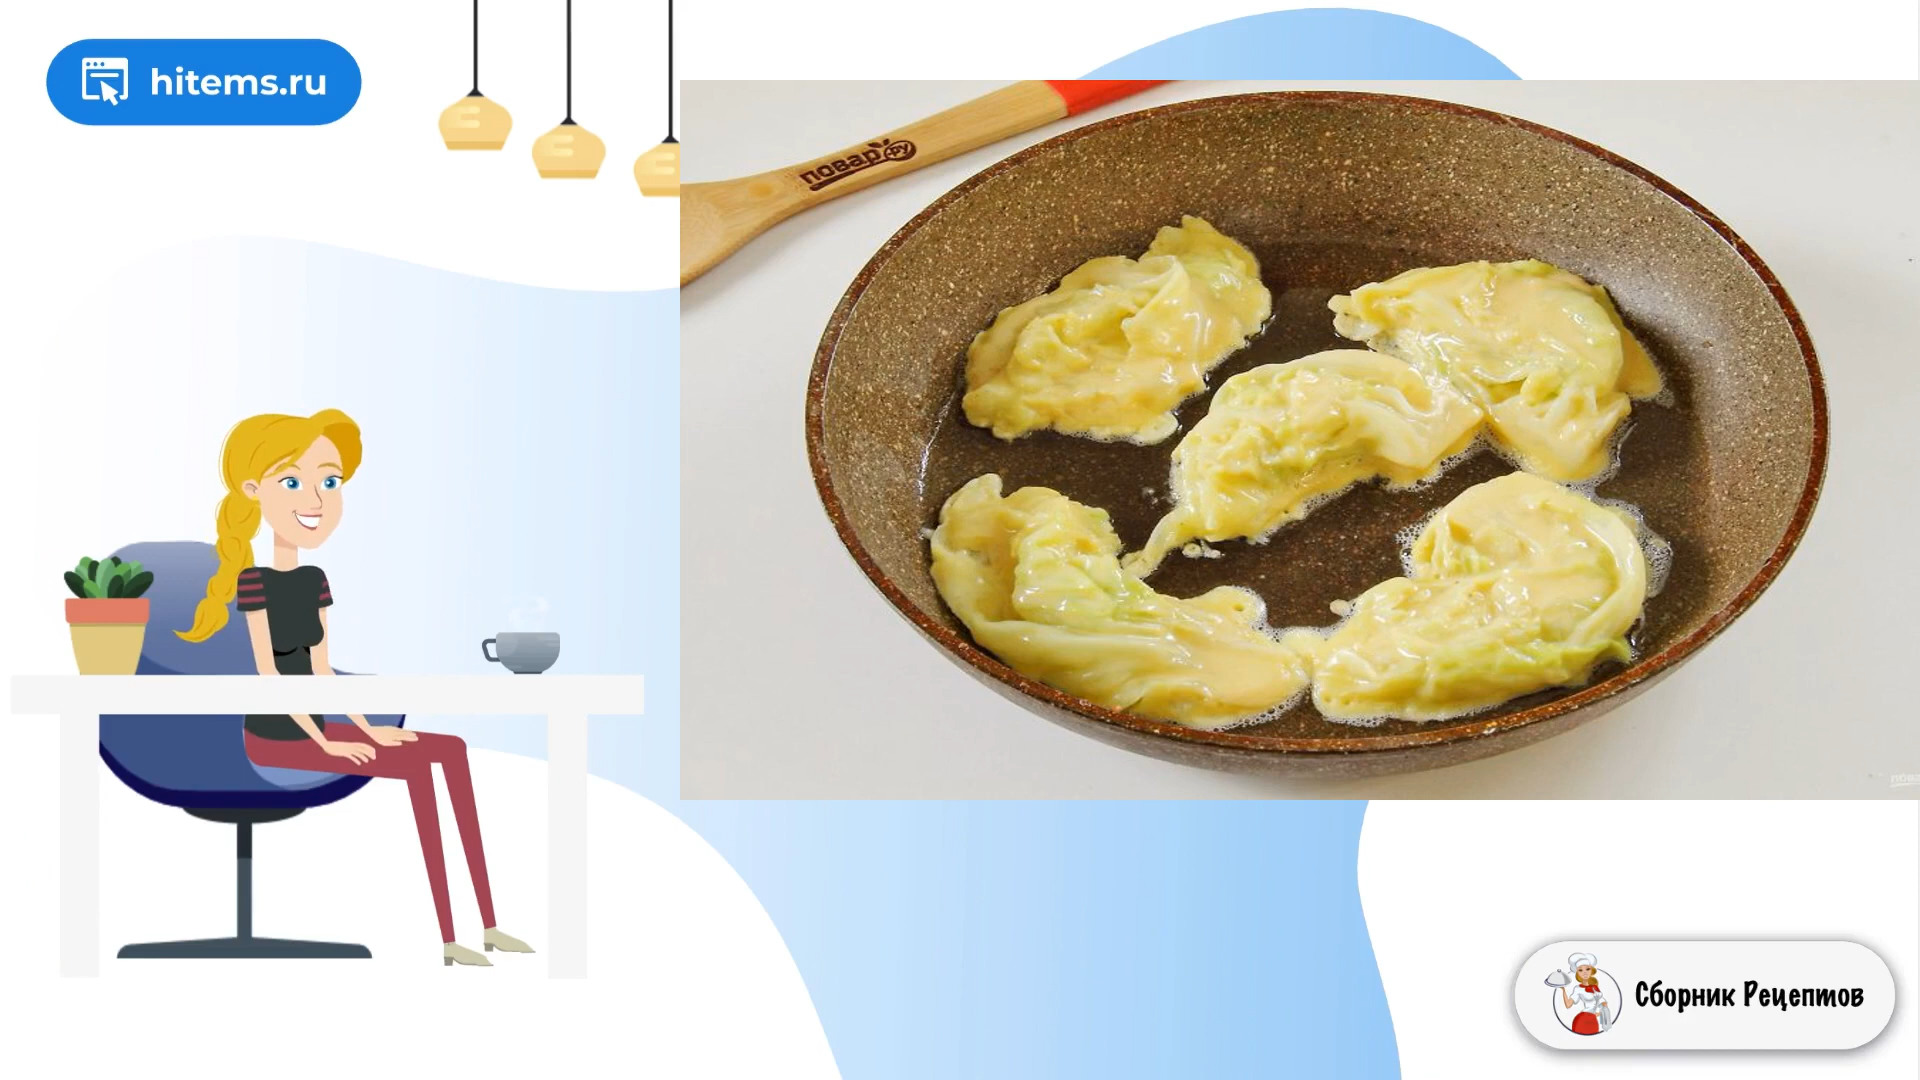 hitems.ru
повар.ру
Сборник Рецептов